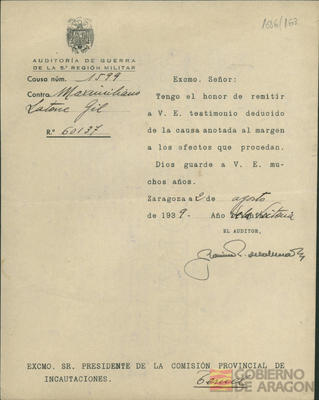 1636/163
AUDITORÍA DE GUERRA
DE LA 5ª REGIÓN MILITAR
Causa núm. 1599
Contra Maximiliano
Latorre Gil
R.º 60137
Excmo. Señor:
Tengo el honor de remitir
a V. E. testimonio deducido
de la causa anotada al margen
a los efectos que procedan.
Dios guarde a V. E. mu-
chos años.
Zaragoza a 2 de agosto
de 1939. Año de la Victoria
EL AUDITOR,
EXCMO. SR. PRESIDENTE DE LA COMISIÓN PROVINCIAL DE
INCAUTACIONES.
Teruel
GOBIERNO
DE ARAGON